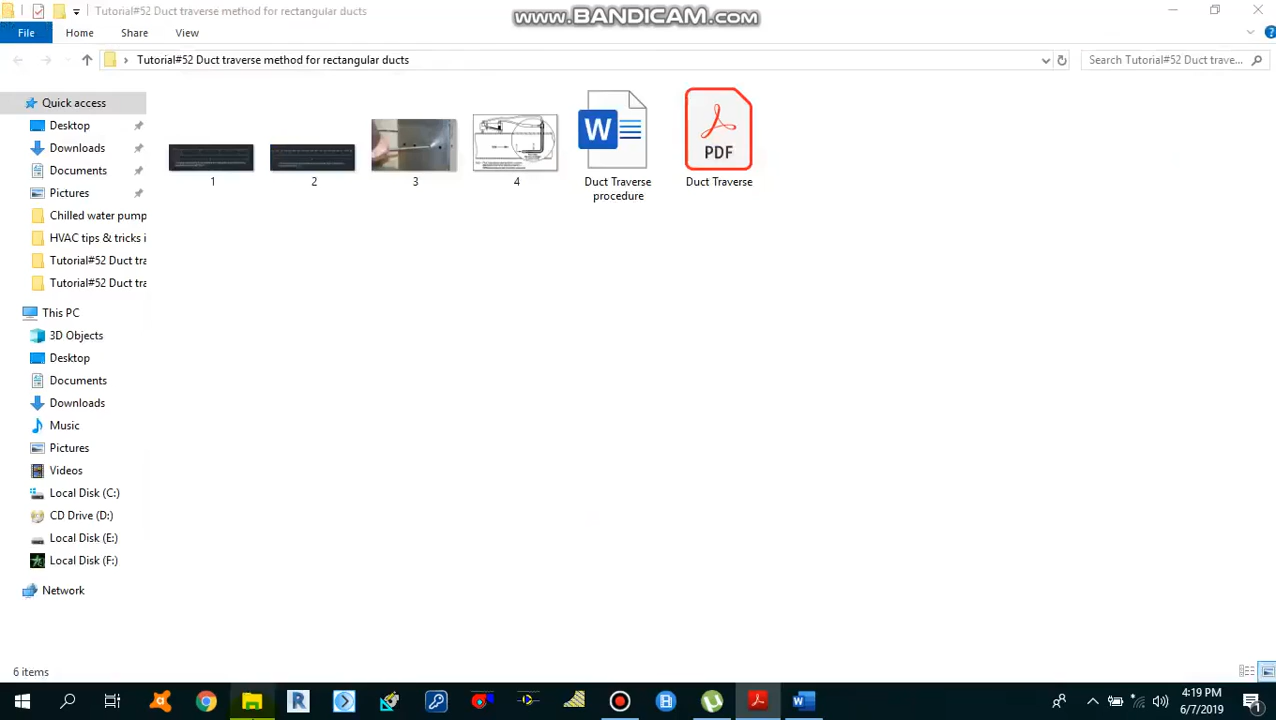 Tutorial#52 Duct traverse method for rectangular ducts
WWW.BANDICAM.COM
File
Home
Share
View
Tutorial#52 Duct traverse method for rectangular ducts
Search Tutorial#52 Duct trave...
Quick access
Desktop
Downloads
Documents
Pictures
Chilled water pump
HVAC tips & tricks i
Tutorial#52 Duct tra
Tutorial#52 Duct tra
This PC
3D Objects
Desktop
Documents
Downloads
Music
Pictures
Videos
Local Disk (C:)
CD Drive (D:)
Local Disk (E:)
Local Disk (F:)
Network
1
2
3
4
W
Duct Traverse
procedure
PDF
Duct Traverse
6 items
4:19 PM
6/7/2019
1